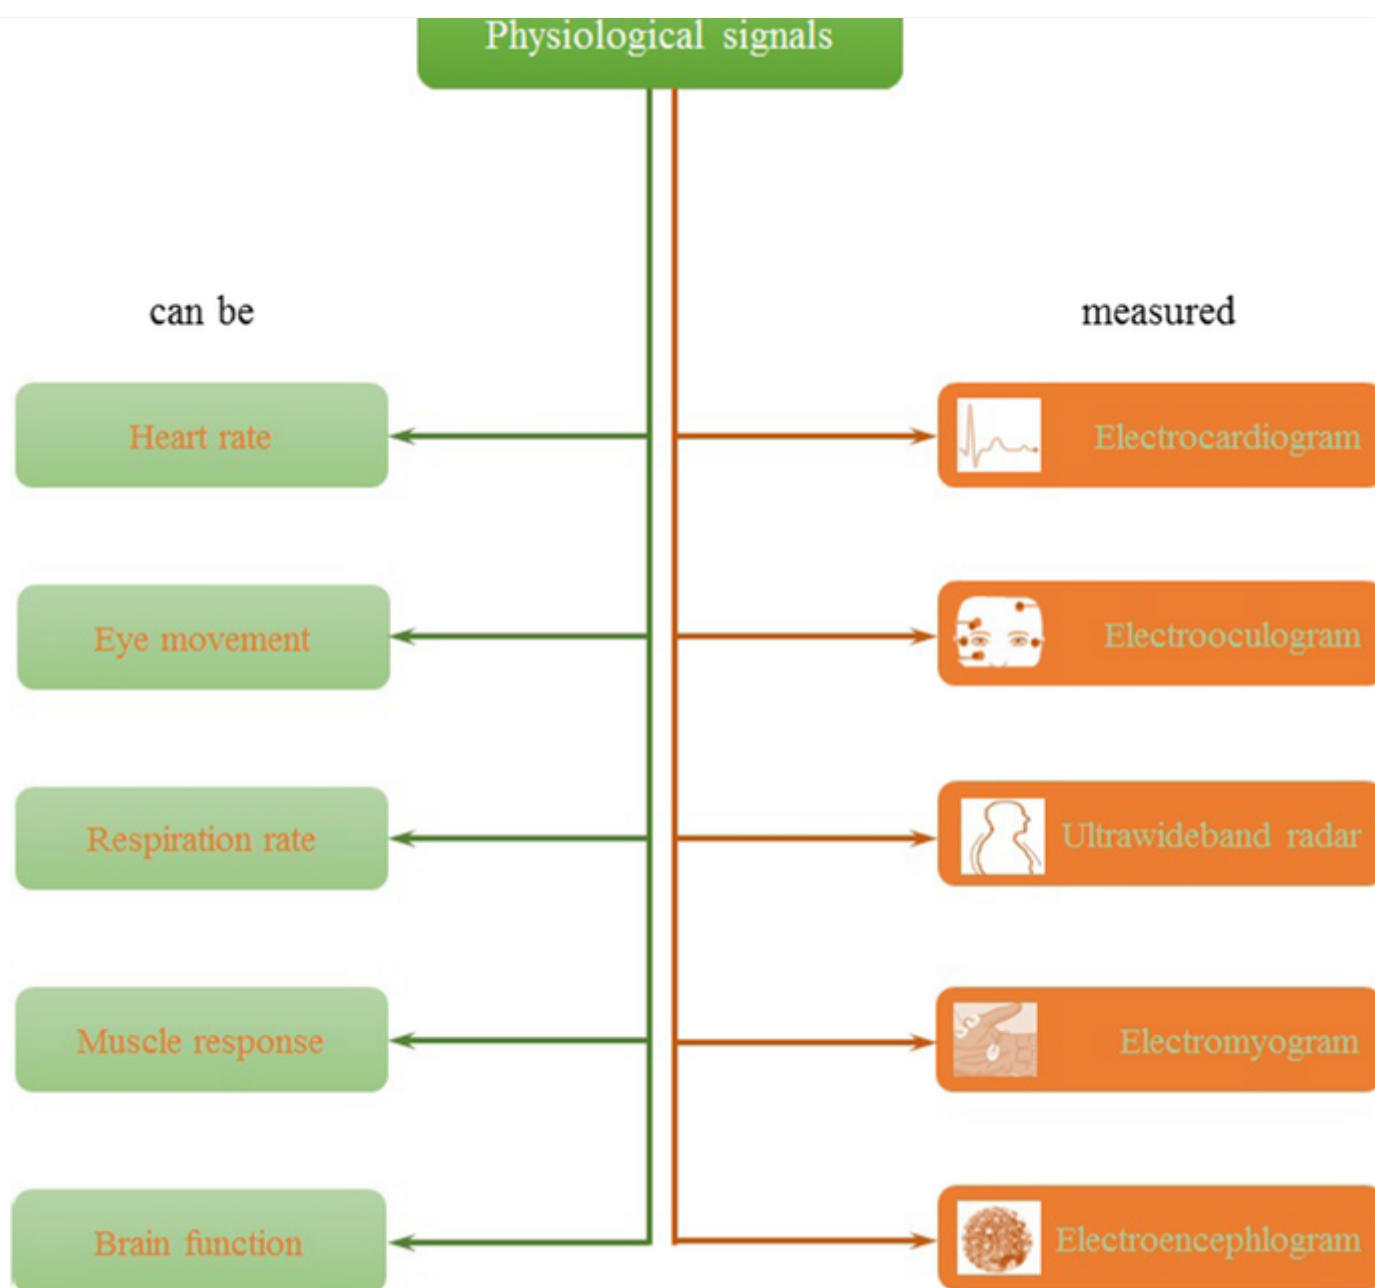 Physiological signals
can be
measured
Heart rate
Electrocardiogram
Eye movement
Electrooculogram
Respiration rate
Ultrawideband radar
Muscle response
Electromyogram
Brain function
Electroencephlogram